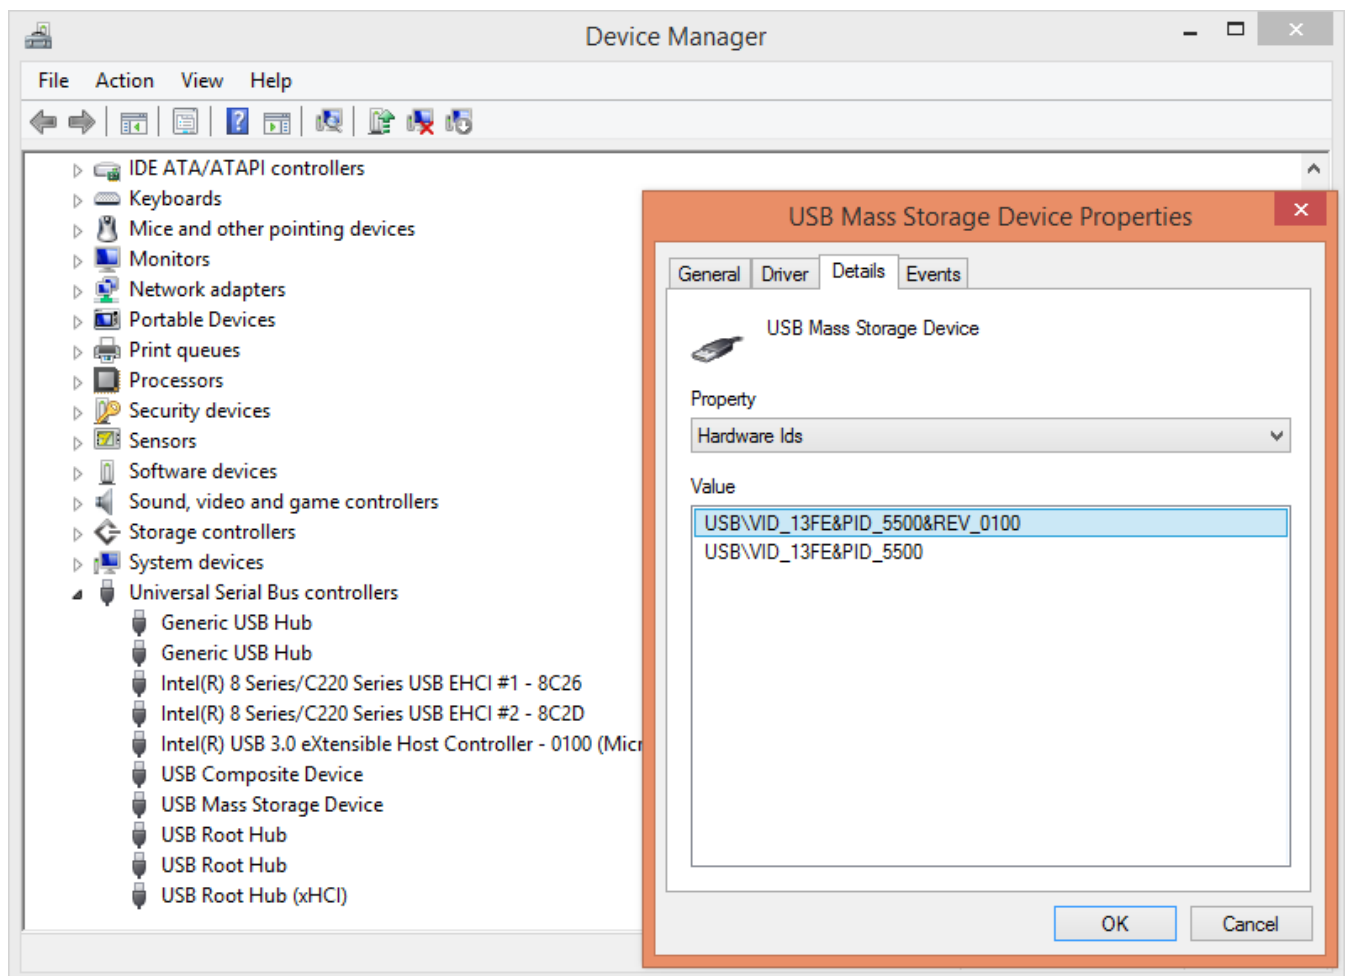 Device Manager
File Action View Help
IDE ATA/ATAPI controllers
Keyboards
Mice and other pointing devices
Monitors
Network adapters
Portable Devices
Print queues
Processors
Security devices
Sensors
Software devices
Sound, video and game controllers
Storage controllers
System devices
Universal Serial Bus controllers
Generic USB Hub
Generic USB Hub
Intel(R) 8 Series/C220 Series USB EHCI #1 - 8C26
Intel(R) 8 Series/C220 Series USB EHCI #2 - 8C2D
Intel(R) USB 3.0 eXtensible Host Controller - 0100 (Micr
USB Composite Device
USB Mass Storage Device
USB Root Hub
USB Root Hub
USB Root Hub (xHCI)
USB Mass Storage Device Properties
General Driver Details Events
USB Mass Storage Device
Property
Hardware Ids
Value
USB\VID_13FE&PID_5500&REV_0100
USB\VID_13FE&PID_5500
OK Cancel